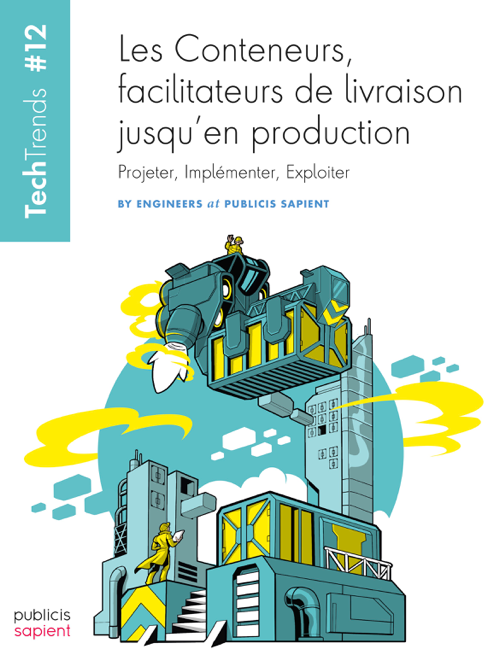 TechTrends #12
Les Conteneurs,
facilitateurs de livraison
jusqu'en production
Projeter, Implémenter, Exploiter
BY ENGINEERS at PUBLICIS SAPIENT
publicis
sapient